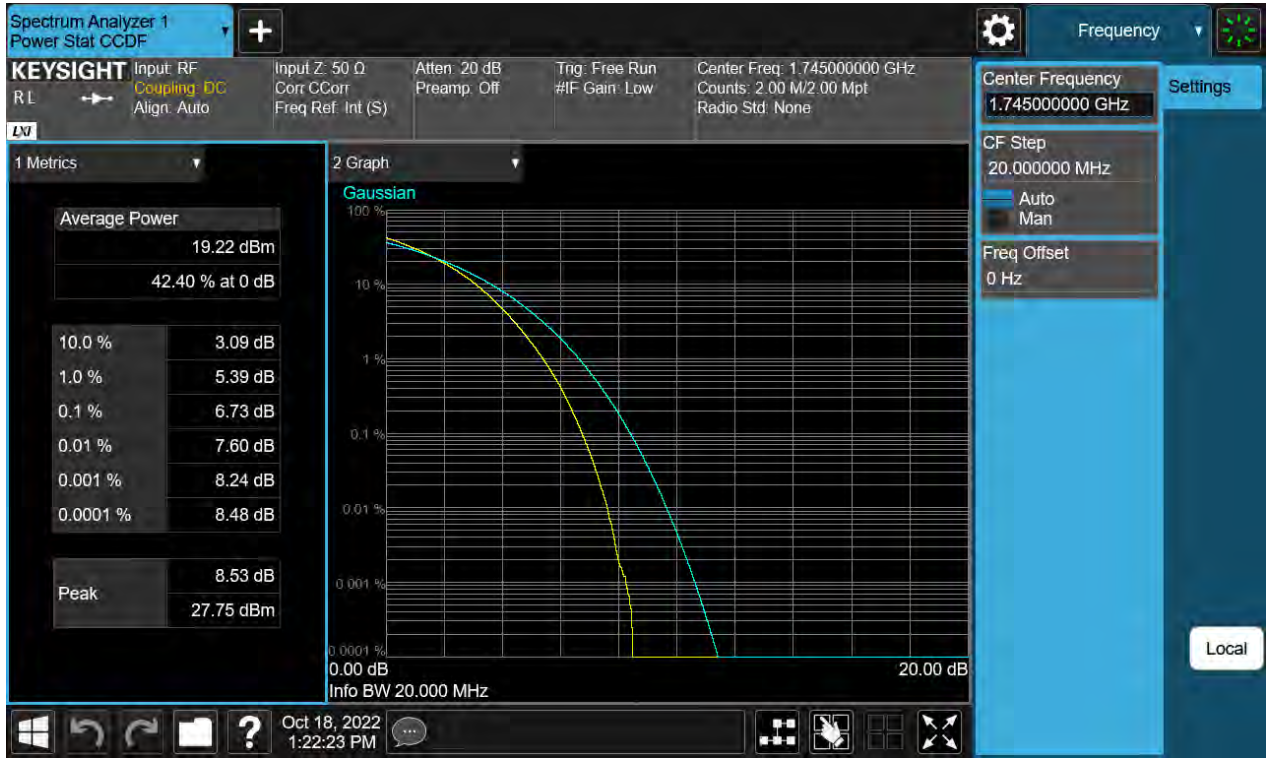 Spectrum Analyzer 1
Power Stat CCDF
Frequency
KEYSIGHT
RL
LXI
Input: RF
Coupling: DC
Align: Auto
Input Z: 50 Ω
Corr CCorr
Freq Ref: Int (S)
Atten: 20 dB
Preamp: Off
Trig: Free Run
#IF Gain: Low
Center Freq: 1.745000000 GHz
Counts: 2.00 M/2.00 Mpt
Radio Std: None
Center Frequency
1.745000000 GHz
Settings
CF Step
20.000000 MHz
Auto
Man
Freq Offset
0 Hz
1 Metrics
Average Power
19.22 dBm
42.40 % at 0 dB
10.0 % 3.09 dB
1.0 % 5.39 dB
0.1 % 6.73 dB
0.01 % 7.60 dB
0.001 % 8.24 dB
0.0001 % 8.48 dB
Peak
8.53 dB
27.75 dBm
2 Graph
Gaussian
100 %
10 %
1 %
0.1 %
0.01 %
0.001 %
0.0001 %
0.00 dB 20.00 dB
Info BW 20.000 MHz
Local
?
Oct 18, 2022
1:22:23 PM